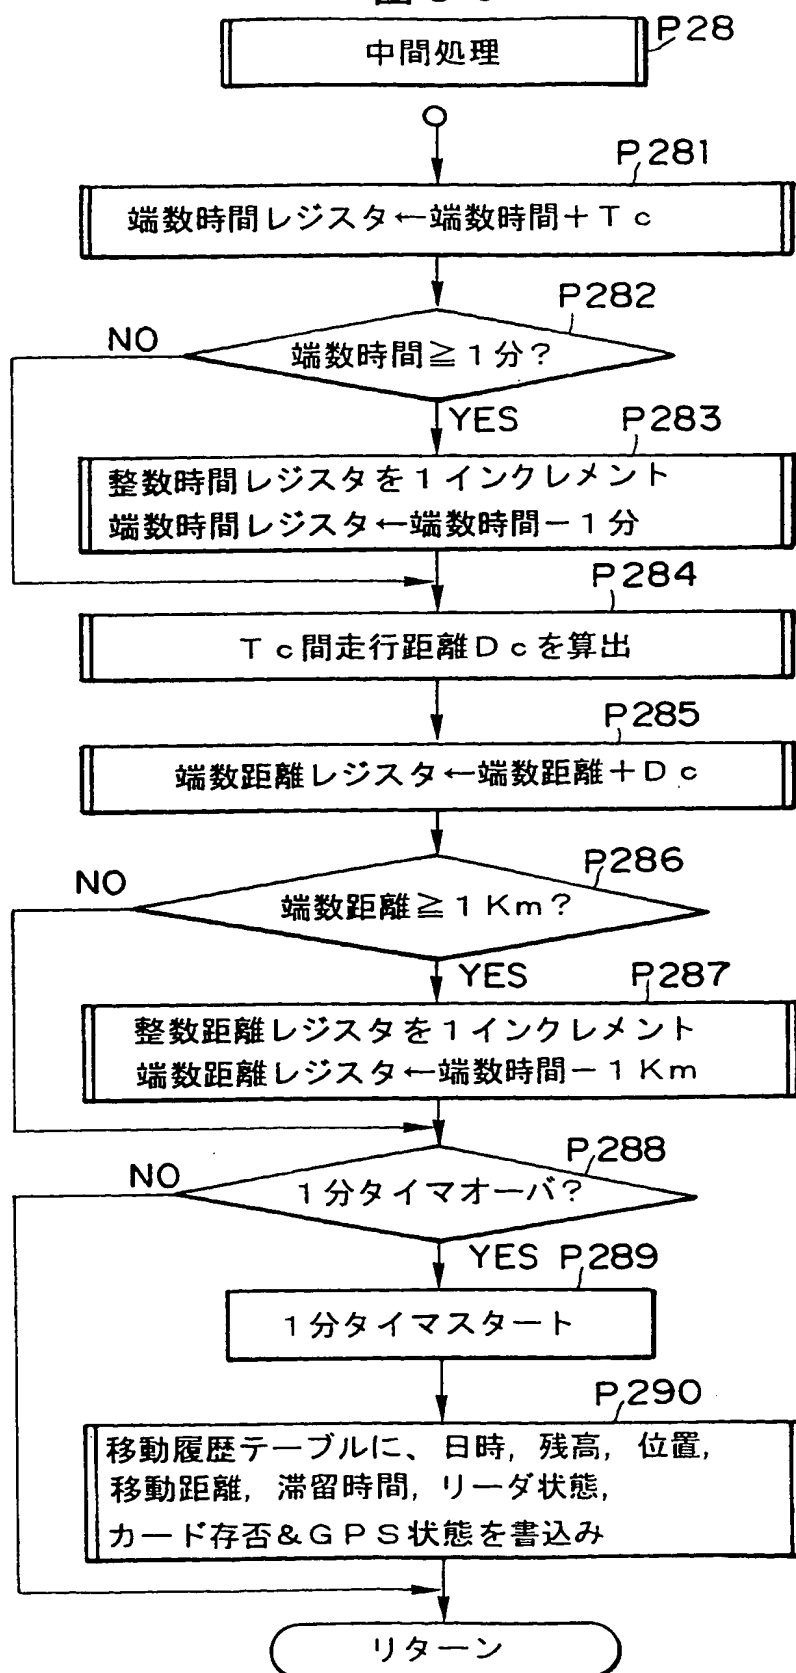 中間処理
P28
P281
端数時間レジスタ←端数時間+Tc
P282
NO
端数時間≧1分?
YES
P283
整数時間レジスタを1インクレメント
端数時間レジスタ←端数時間-1分
P284
Tc間走行距離Dcを算出
P285
端数距離レジスタ←端数距離+Dc
P286
NO
端数距離≧1Km?
YES
P287
整数距離レジスタを1インクレメント
端数距離レジスタ←端数時間-1Km
P288
NO
1分タイマオーバ?
YES
P289
1分タイマスタート
P290
移動履歴テーブルに、日時,残高,位置,
移動距離,滞留時間,リーダ状態,
カード存否&GPS状態を書込み
リターン